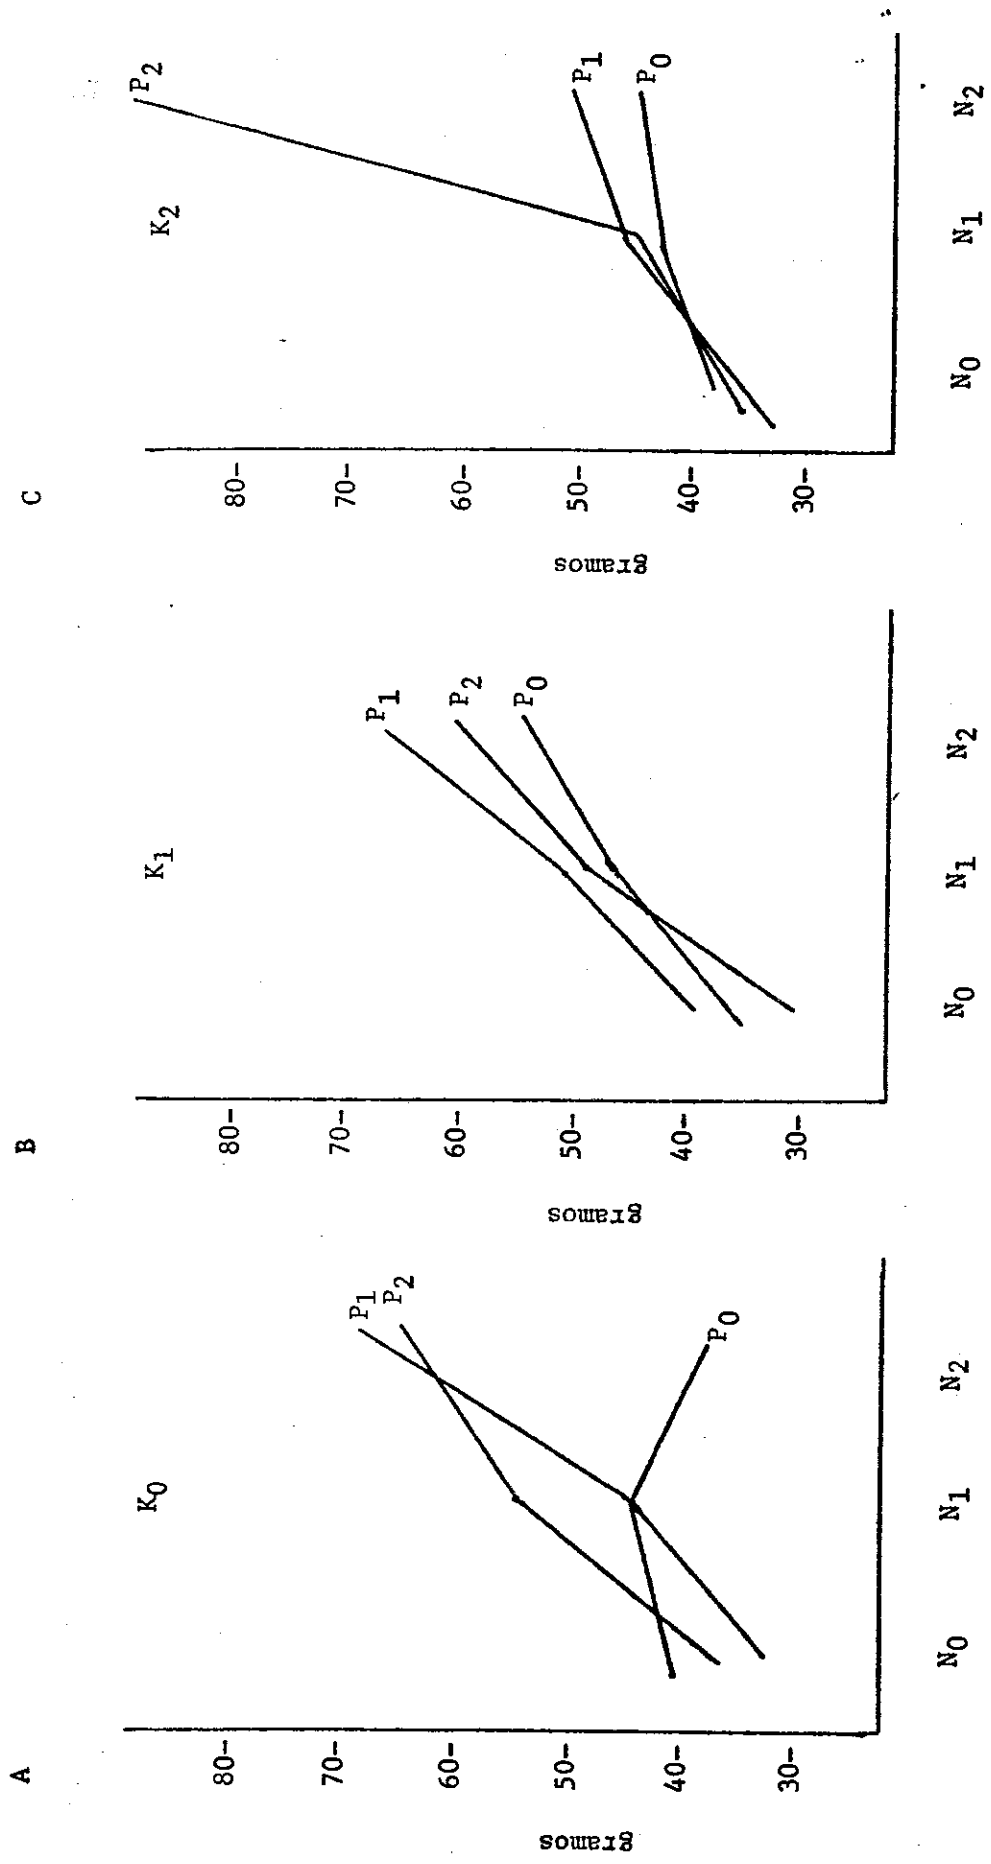 A
K₀
gramos
80-
70-
60-
50-
40-
30-
P₁
P₂
P₀
N₀ N₁ N₂
B
K₁
gramos
80-
70-
60-
50-
40-
30-
P₁
P₂
P₀
N₀ N₁ N₂
C
K₂
gramos
80-
70-
60-
50-
40-
30-
P₂
P₁
P₀
N₀ N₁ N₂